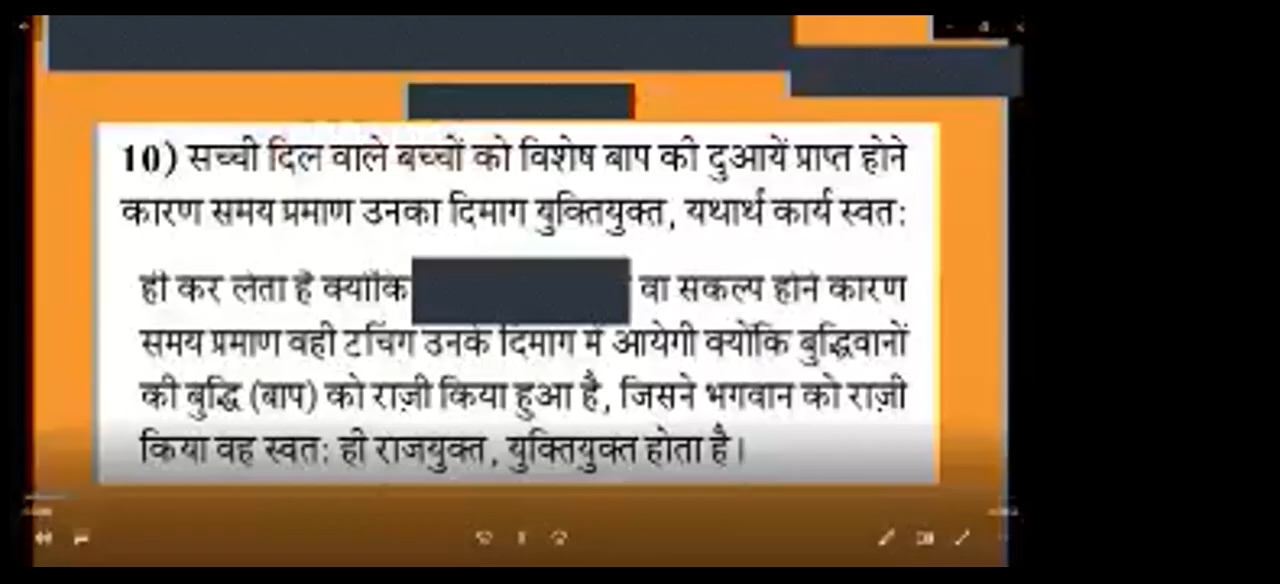 10) सच्ची दिल वाले बच्चों को विशेष बाप की दुआयें प्राप्त होने
कारण समय प्रमाण उनका दिमाग युक्तियुक्त, यथार्थ कार्य स्वत:
ही कर लेता है क्योंकि वा संकल्प होने कारण
समय प्रमाण वही टचिंग उनके दिमाग में आयेगी क्योंकि बुद्धिवानों
की बुद्धि (बाप) को राज़ी किया हुआ है, जिसने भगवान को राज़ी
किया वह स्वत: ही राजयुक्त, युक्तियुक्त होता है।